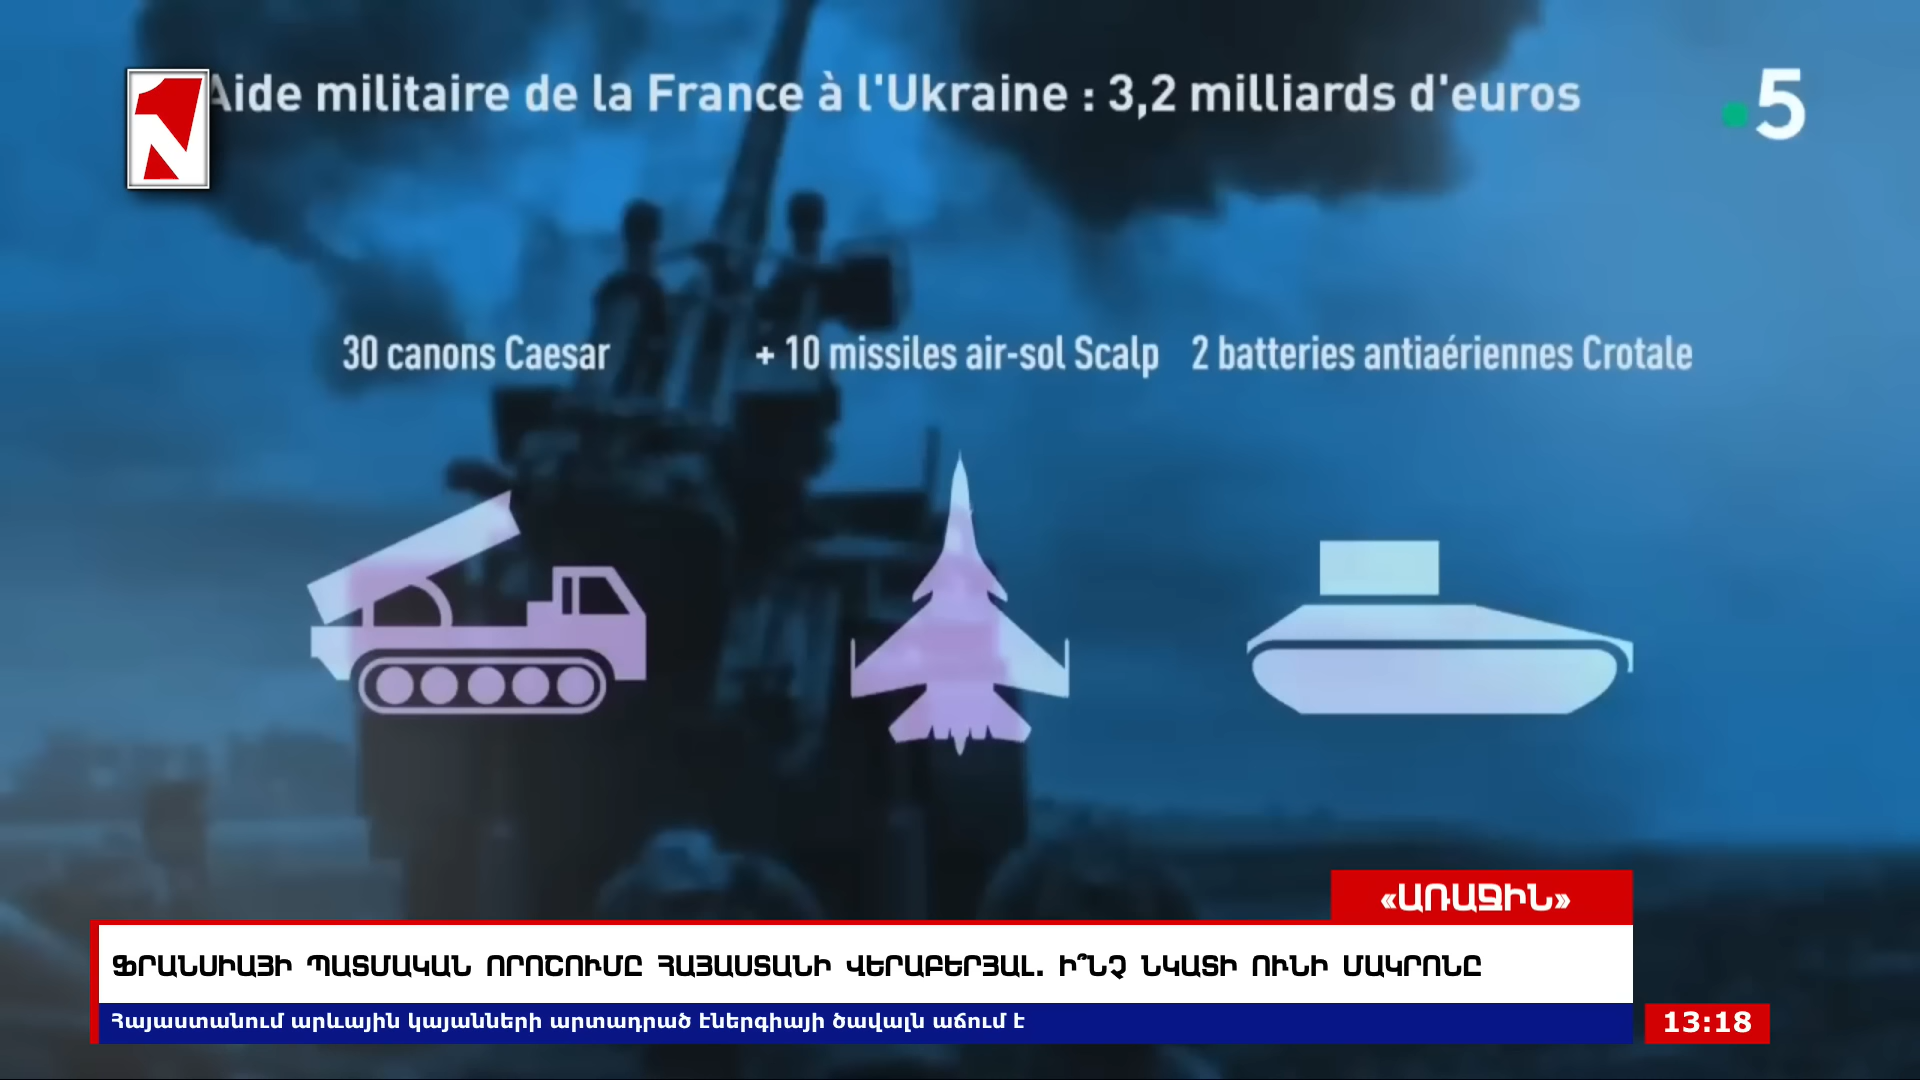 Aide militaire de la France à l'Ukraine : 3,2 milliards d'euros
5
30 canons Caesar
+ 10 missiles air-sol Scalp
2 batteries antiaériennes Crotale
«ԱՌԱՋԻՆ»
ՖՐԱՆՍԻԱՅԻ ՊԱՏՄԱԿԱՆ ՈՐՈՇՈՒՄԸ ՀԱՅԱՍՏԱՆԻ ՎԵՐԱԲԵՐՅԱԼ. Ի՞ՆՉ ՆԿԱՏԻ ՈՒՆԻ ՄԱԿՐՈՆԸ
Հայաստանում արևային կայանների արտադրած էներգիայի ծավալն աճում է
13:18